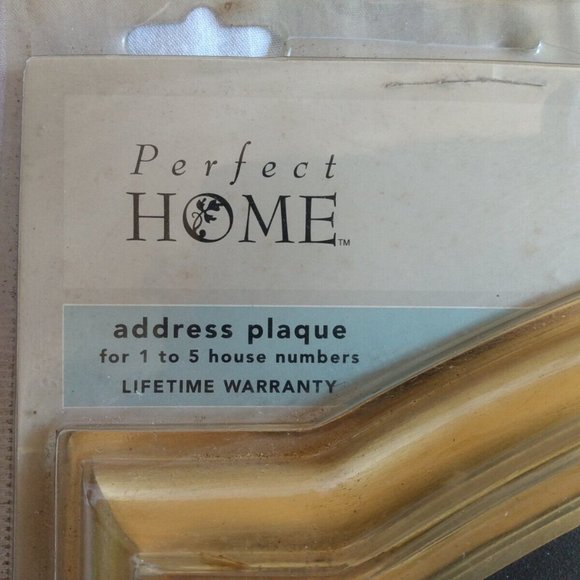 Perfect
HOME™
address plaque
for 1 to 5 house numbers
LIFETIME WARRANTY